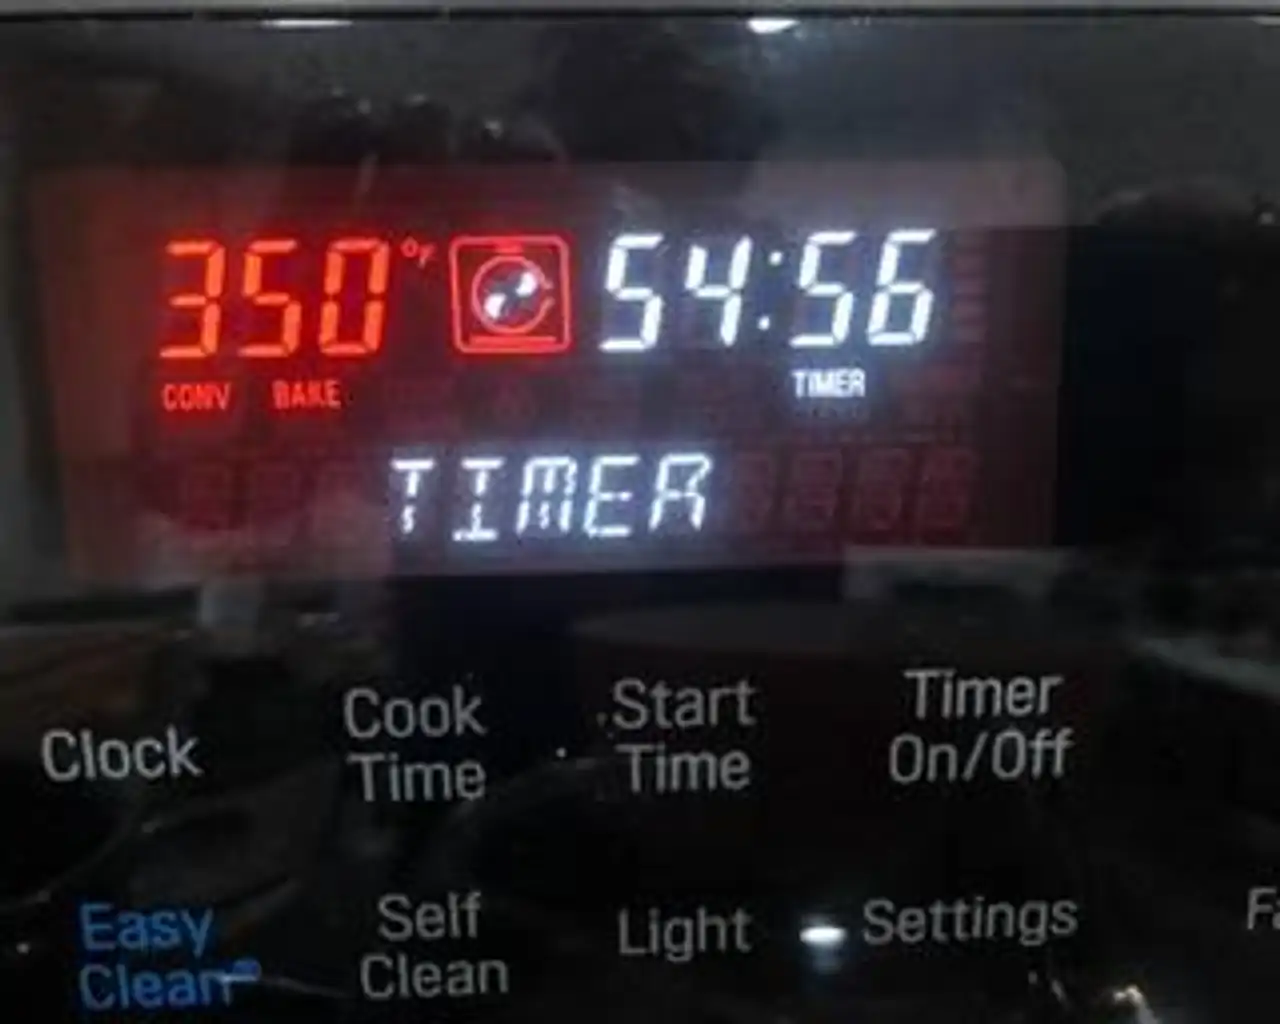 350 °F 54:56
CONV BAKE TIMER
TIMER
Clock
Cook
Time
Start
Time
Timer
On/Off
Easy
Clean
Self
Clean
Light
Settings